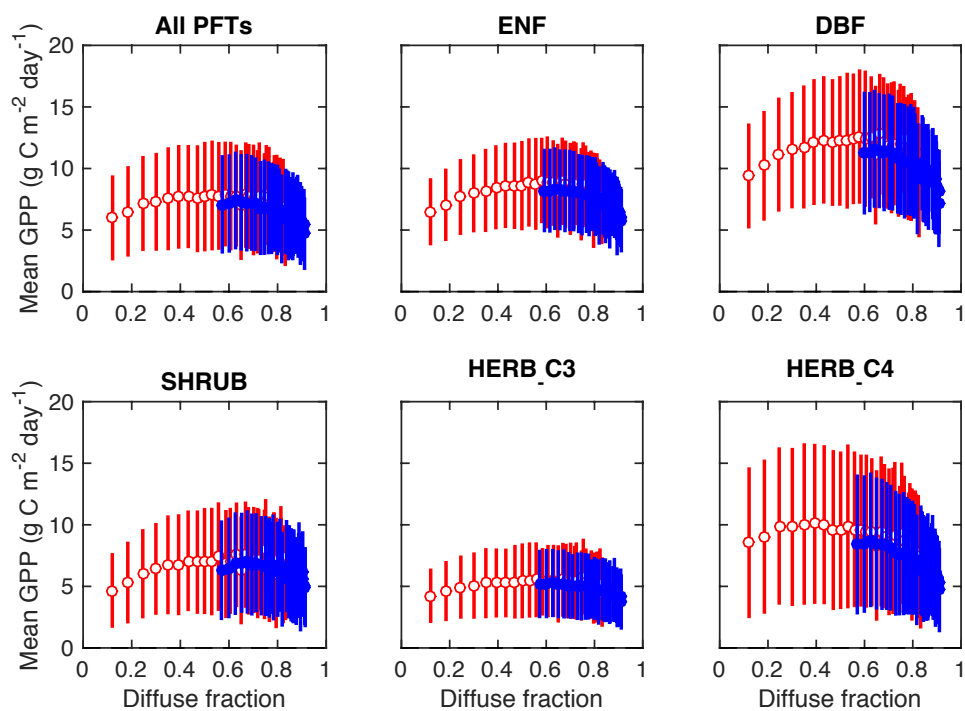 All PFTs ENF DBF
Mean GPP (g C m⁻² day⁻¹)
20 15 10 5 0
0 0.2 0.4 0.6 0.8 1
0 0.2 0.4 0.6 0.8 1
0 0.2 0.4 0.6 0.8 1
SHRUB HERB_C3 HERB_C4
Mean GPP (g C m⁻² day⁻¹)
20 15 10 5 0
0 0.2 0.4 0.6 0.8 1
0 0.2 0.4 0.6 0.8 1
0 0.2 0.4 0.6 0.8 1
Diffuse fraction Diffuse fraction Diffuse fraction